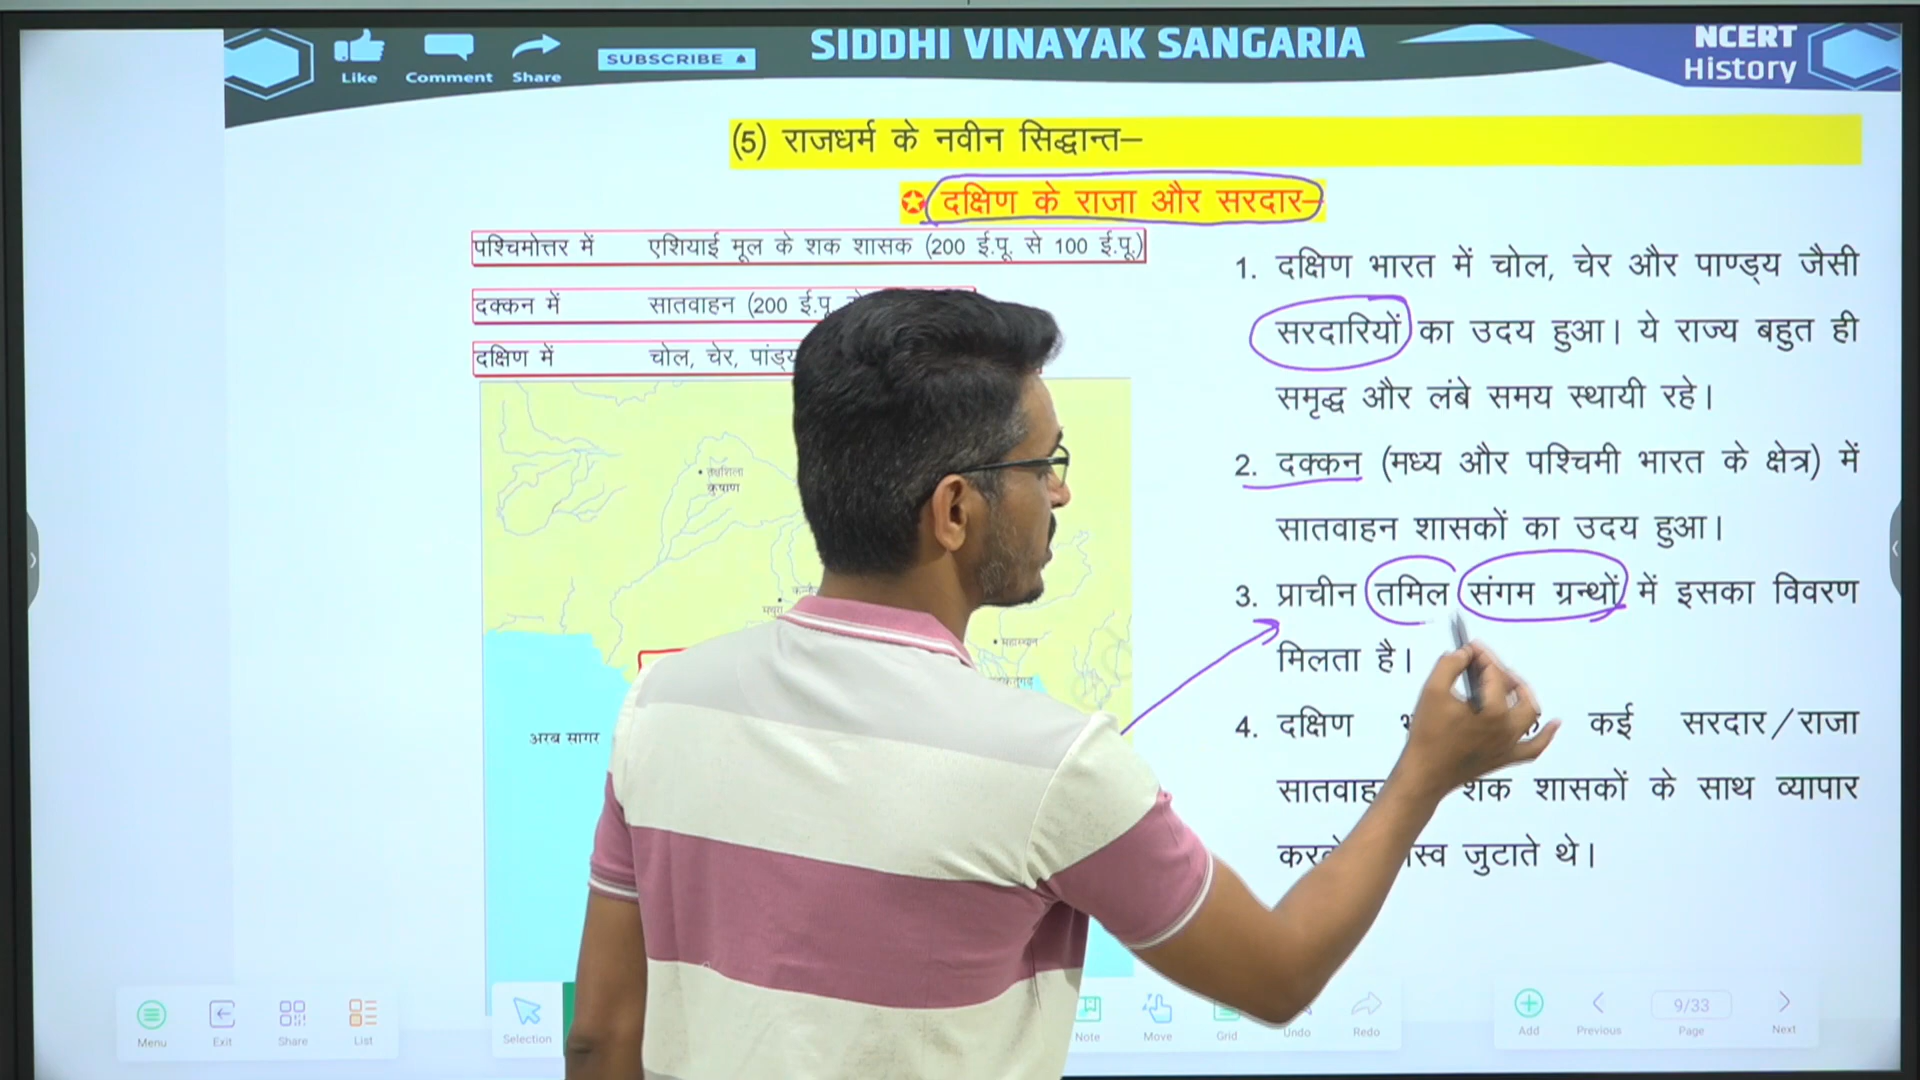 Like
Comment
Share
SUBSCRIBE
SIDDHI VINAYAK SANGARIA
NCERT
History
(5) राजधर्म के नवीन सिद्धान्त–
दक्षिण के राजा और सरदार–
पश्चिमोत्तर में एशियाई मूल के शक शासक (200 ई.पू. से 100 ई.पू.)
दक्कन में सातवाहन (200 ई.पू.
दक्षिण में चोल, चेर,
1. दक्षिण भारत में चोल, चेर और पाण्ड्य जैसी
सरदारियों का उदय हुआ। ये राज्य बहुत ही
समृद्ध और लंबे समय स्थायी रहे।
2. दक्कन (मध्य और पश्चिमी भारत के क्षेत्र) में
सातवाहन शासकों का उदय हुआ।
3. प्राचीन तमिल संगम ग्रन्थों में इसका विवरण
मिलता है।
4. दक्षिण कई सरदार/राजा
शक शासकों के साथ व्यापार
जुटाते थे।
तक्षशिला
कुषाण
महास्थान
अरब सागर
Menu
Exit
Share
List
Selection
Note
Move
Grid
Undo
Redo
Add
Previous
9/33
Page
Next